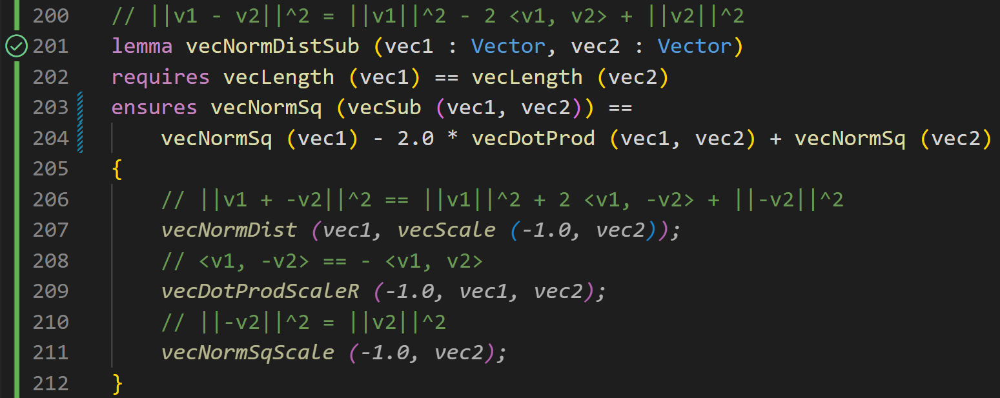 200 // ||v1 - v2||^2 = ||v1||^2 - 2 <v1, v2> + ||v2||^2
201 lemma vecNormDistSub (vec1 : Vector, vec2 : Vector)
202 requires vecLength (vec1) == vecLength (vec2)
203 ensures vecNormSq (vecSub (vec1, vec2)) ==
204     vecNormSq (vec1) - 2.0 * vecDotProd (vec1, vec2) + vecNormSq (vec2)
205 {
206     // ||v1 + -v2||^2 == ||v1||^2 + 2 <v1, -v2> + ||-v2||^2
207     vecNormDist (vec1, vecScale (-1.0, vec2));
208     // <v1, -v2> == - <v1, v2>
209     vecDotProdScaleR (-1.0, vec1, vec2);
210     // ||-v2||^2 = ||v2||^2
211     vecNormSqScale (-1.0, vec2);
212 }